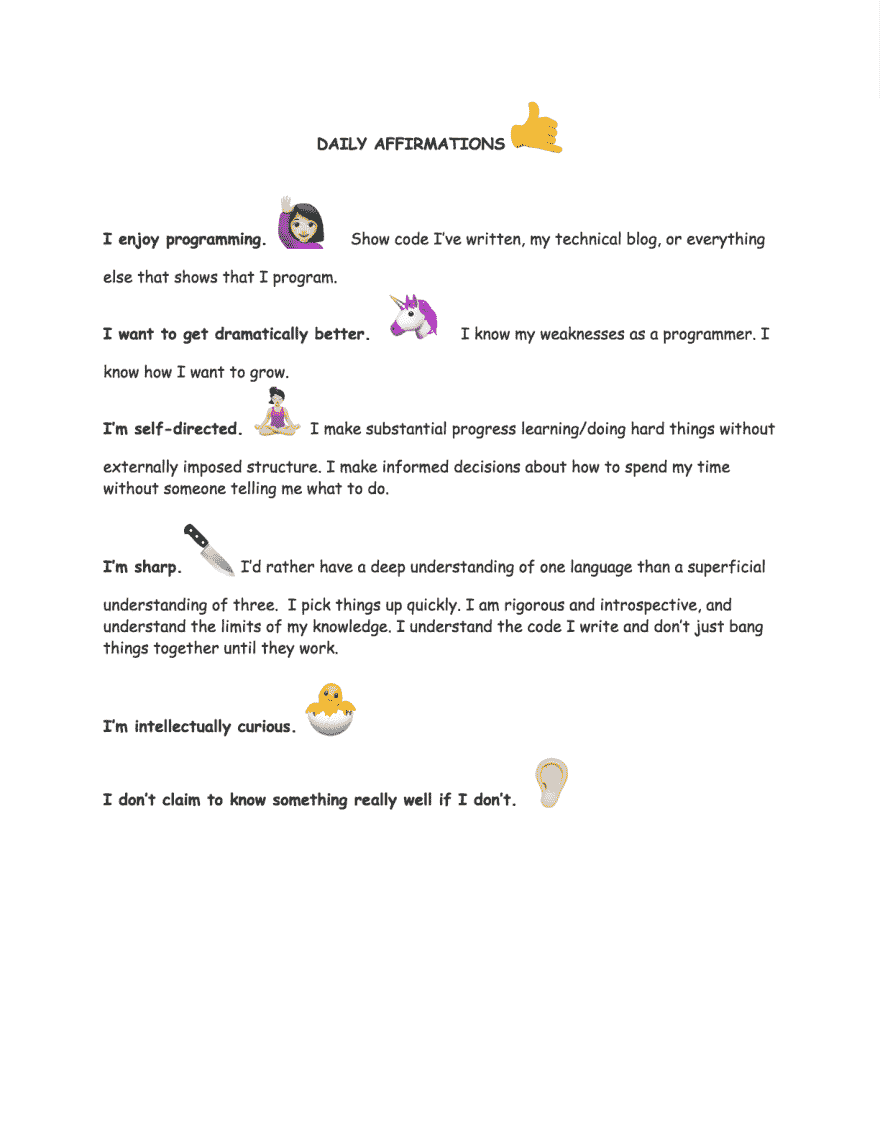 DAILY AFFIRMATIONS 🤙
I enjoy programming. 🙋🏻‍♀️ Show code I’ve written, my technical blog, or everything
else that shows that I program.
I want to get dramatically better. 🦄 I know my weaknesses as a programmer. I
know how I want to grow.
I’m self-directed. 🧘🏻‍♀️ I make substantial progress learning/doing hard things without
externally imposed structure. I make informed decisions about how to spend my time
without someone telling me what to do.
I’m sharp. 🔪 I’d rather have a deep understanding of one language than a superficial
understanding of three.  I pick things up quickly. I am rigorous and introspective, and
understand the limits of my knowledge. I understand the code I write and don’t just bang
things together until they work.
I’m intellectually curious. 🐣
I don’t claim to know something really well if I don’t. 👂🏻